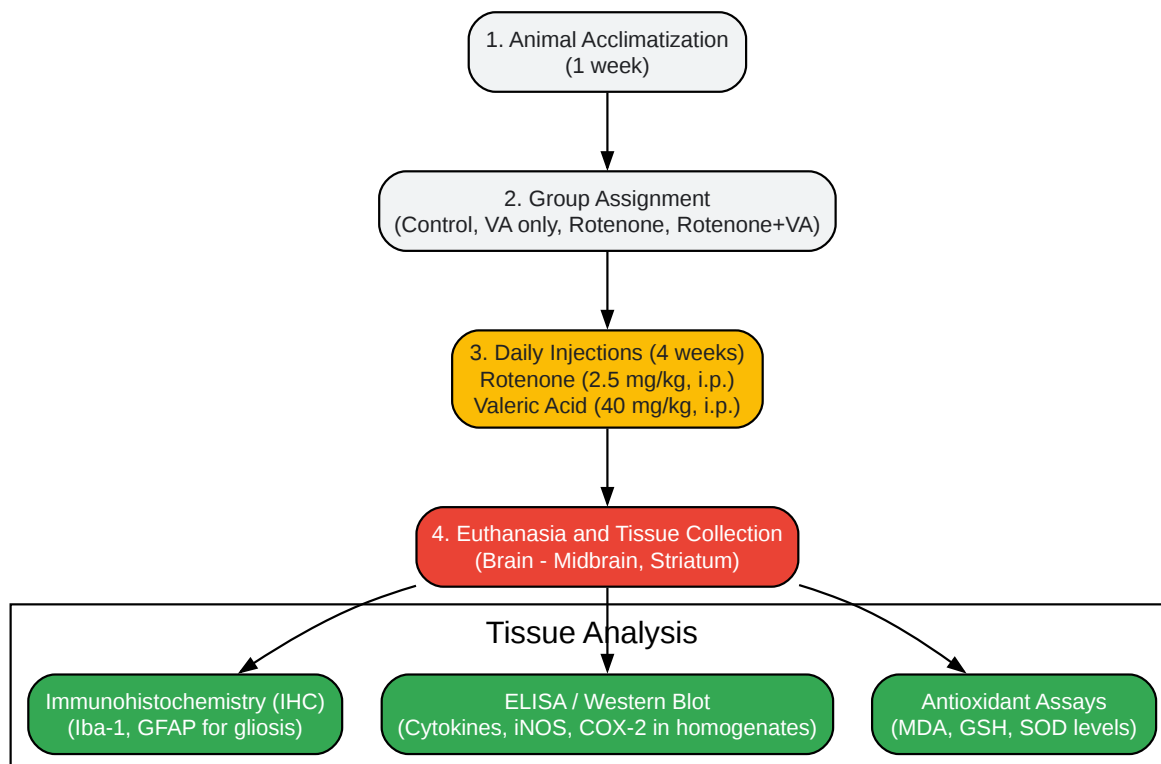 1. Animal Acclimatization
(1 week)
2. Group Assignment
(Control, VA only, Rotenone, Rotenone+VA)
3. Daily Injections (4 weeks)
Rotenone (2.5 mg/kg, i.p.)
Valeric Acid (40 mg/kg, i.p.)
4. Euthanasia and Tissue Collection
(Brain - Midbrain, Striatum)
Tissue Analysis
Immunohistochemistry (IHC)
(Iba-1, GFAP for gliosis)
ELISA / Western Blot
(Cytokines, iNOS, COX-2 in homogenates)
Antioxidant Assays
(MDA, GSH, SOD levels)